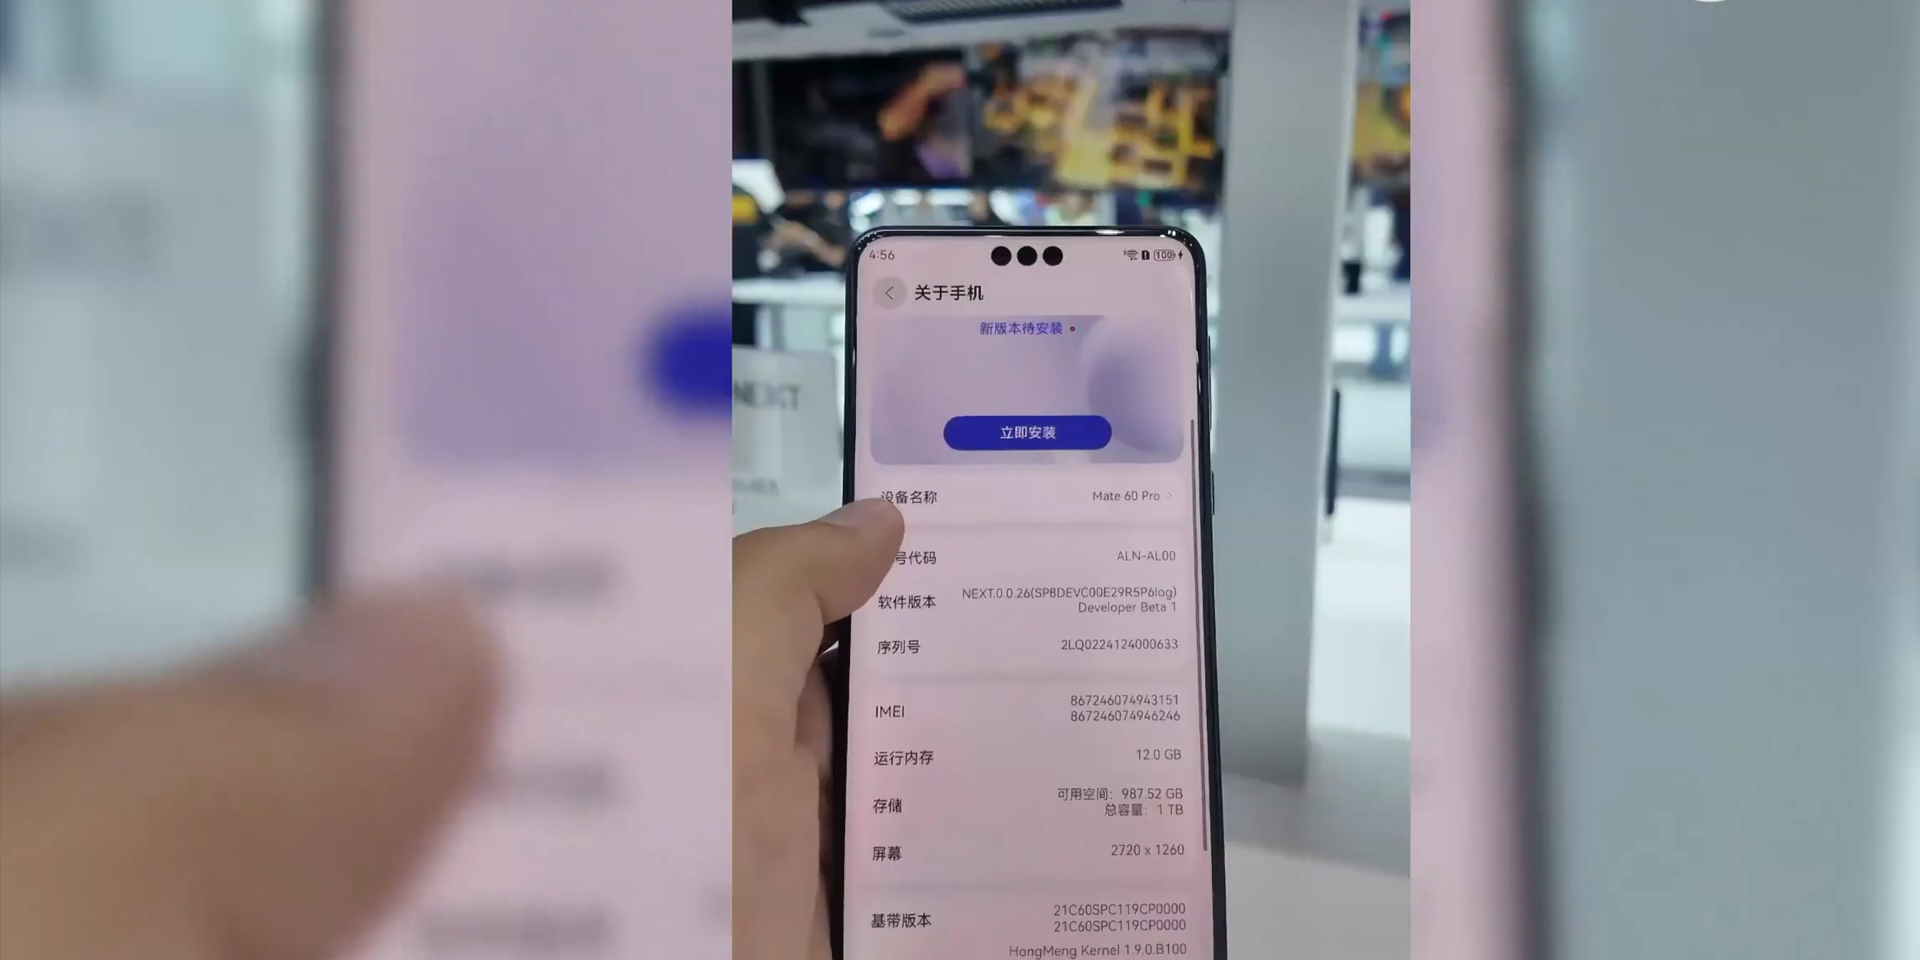 4:56
100
关于手机
新版本待安装
立即安装
NEXT
设备名称 Mate 60 Pro
号代码 ALN-AL00
软件版本 NEXT.0.0.26(SP8DEVC00E29R5P6log)
Developer Beta 1
序列号 2LQ0224124000633
IMEI 867246074943151
867246074946246
运行内存 12.0 GB
存储 可用空间: 987.52 GB
总容量: 1 TB
屏幕 2720 x 1260
基带版本 21C60SPC119CP0000
21C60SPC119CP0000
HongMeng Kernel 1.9.0.B100